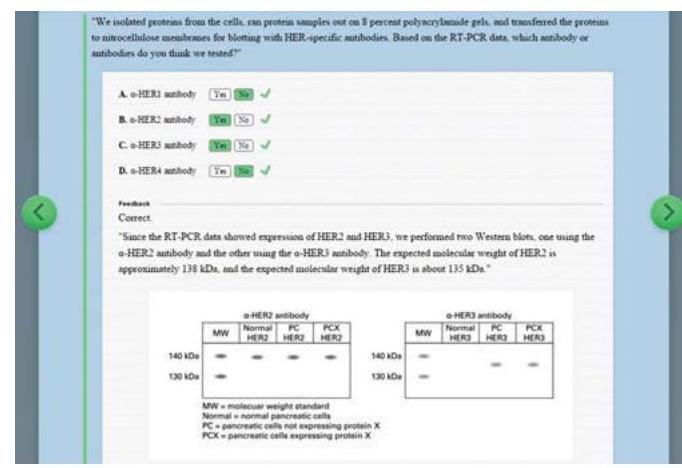 "We isolated proteins from the cells, ran protein samples out on 8 percent polyacrylamide gels, and transferred the proteins
to nitrocellulose membranes for blotting with HER-specific antibodies. Based on the RT-PCR data, which antibody or
antibodies do you think we tested?"
A. α-HER1 antibody Yes No
B. α-HER2 antibody Yes No
C. α-HER3 antibody Yes No
D. α-HER4 antibody Yes No
Feedback
Correct.
"Since the RT-PCR data showed expression of HER2 and HER3, we performed two Western blots, one using the
α-HER2 antibody and the other using the α-HER3 antibody. The expected molecular weight of HER2 is
approximately 138 kDa, and the expected molecular weight of HER3 is about 135 kDa."
α-HER2 antibody
MW Normal HER2 PC HER2 PCX HER2
140 kDa
130 kDa
α-HER3 antibody
MW Normal HER3 PC HER3 PCX HER3
140 kDa
130 kDa
MW = molecuar weight standard
Normal = normal pancreatic cells
PC = pancreatic cells not expressing protein X
PCX = pancreatic cells expressing protein X